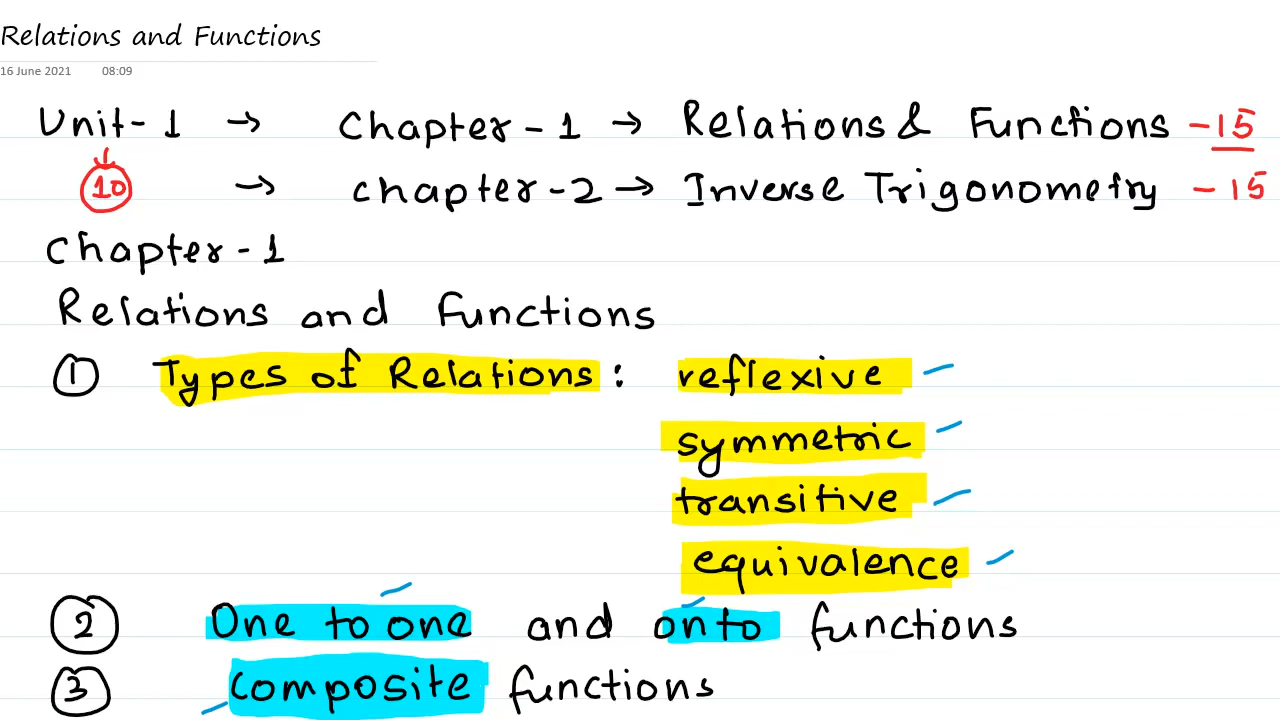 Relations and Functions
16 June 2021 08:09
Unit-1 → Chapter-1 → Relations & Functions -15
10 → chapter-2 → Inverse Trigonometry -15
Chapter-1
Relations and Functions
1 Types of Relations: reflexive
symmetric
transitive
equivalence
2 One to one and onto functions
3 composite functions